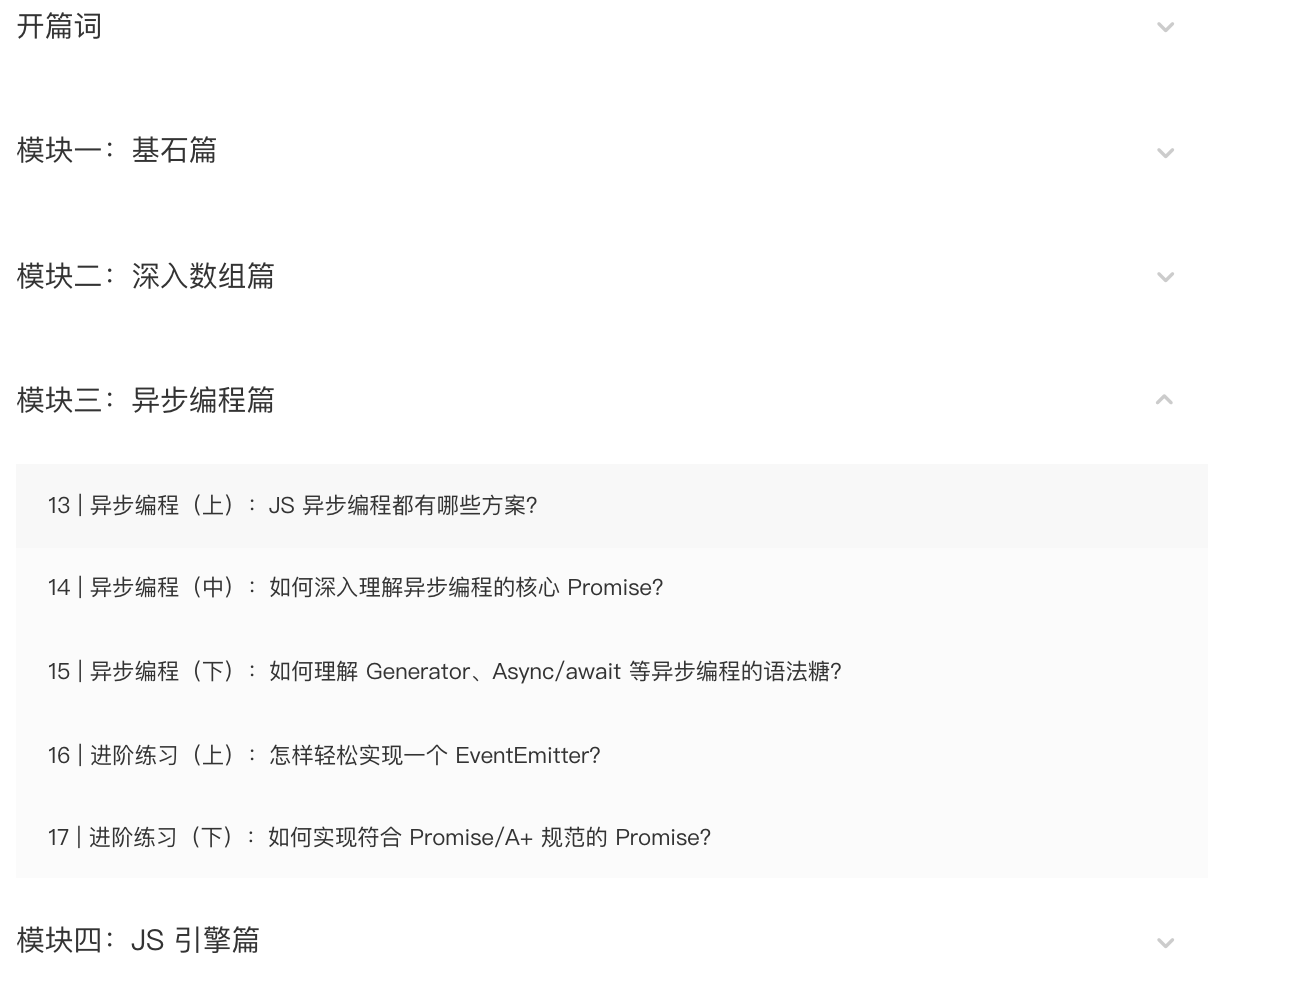 开篇词
模块一：基石篇
模块二：深入数组篇
模块三：异步编程篇
13 | 异步编程（上）：JS 异步编程都有哪些方案?
14 | 异步编程（中）：如何深入理解异步编程的核心 Promise?
15 | 异步编程（下）：如何理解 Generator、Async/await 等异步编程的语法糖?
16 | 进阶练习（上）：怎样轻松实现一个 EventEmitter?
17 | 进阶练习（下）：如何实现符合 Promise/A+ 规范的 Promise?
模块四：JS 引擎篇